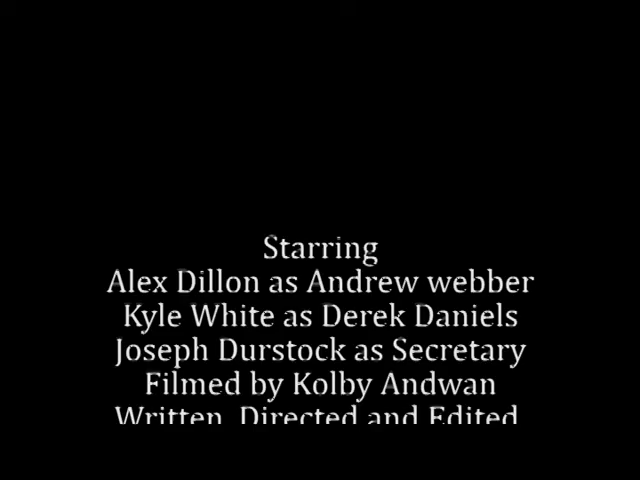 Starring
Alex Dillon as Andrew webber
Kyle White as Derek Daniels
Joseph Durstock as Secretary
Filmed by Kolby Andwan
Written, Directed and Edited